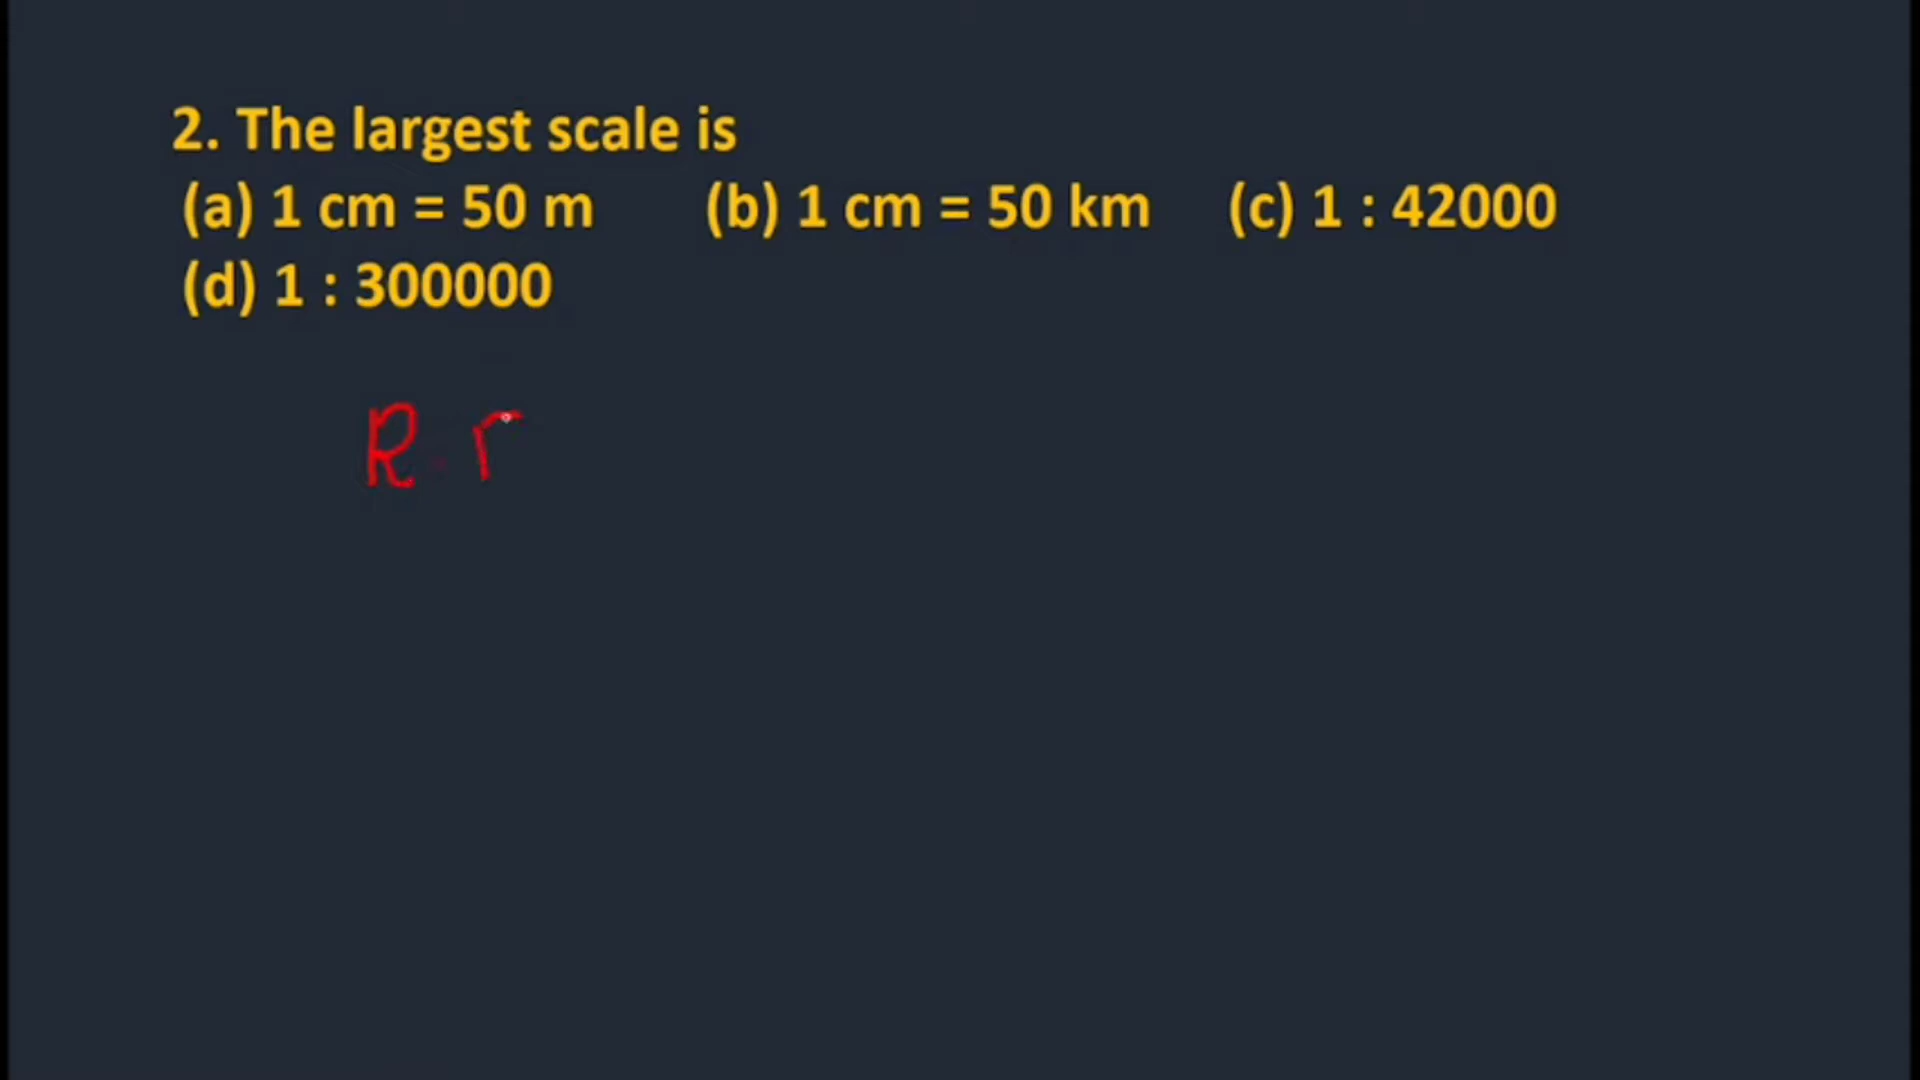 2. The largest scale is
(a) 1 cm = 50 m (b) 1 cm = 50 km (c) 1 : 42000
(d) 1 : 300000
R.